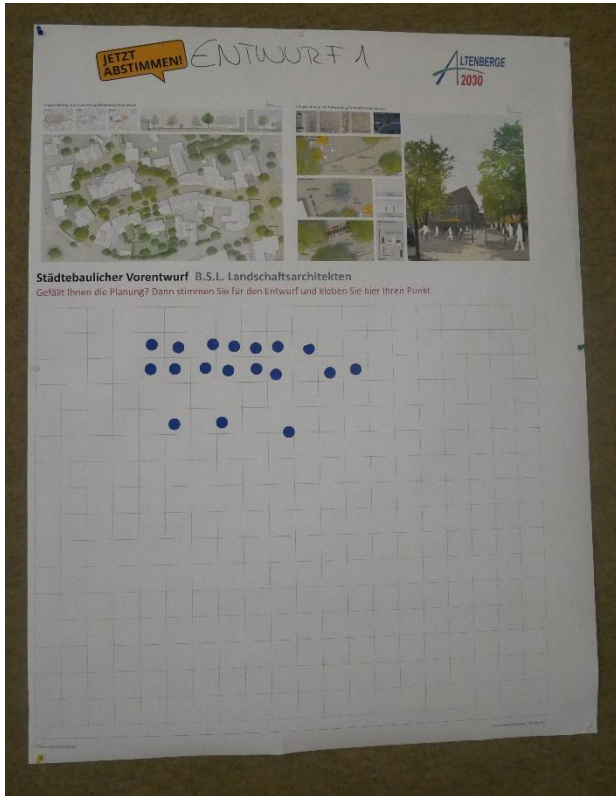 JETZT
ABSTIMMEN!
ENTWURF 1
ALTENBERGE
2030
Städtebaulicher Vorentwurf B.S.L. Landschaftsarchitekten
Gefällt Ihnen die Planung? Dann stimmen Sie für den Entwurf und kleben Sie hier Ihren Punkt